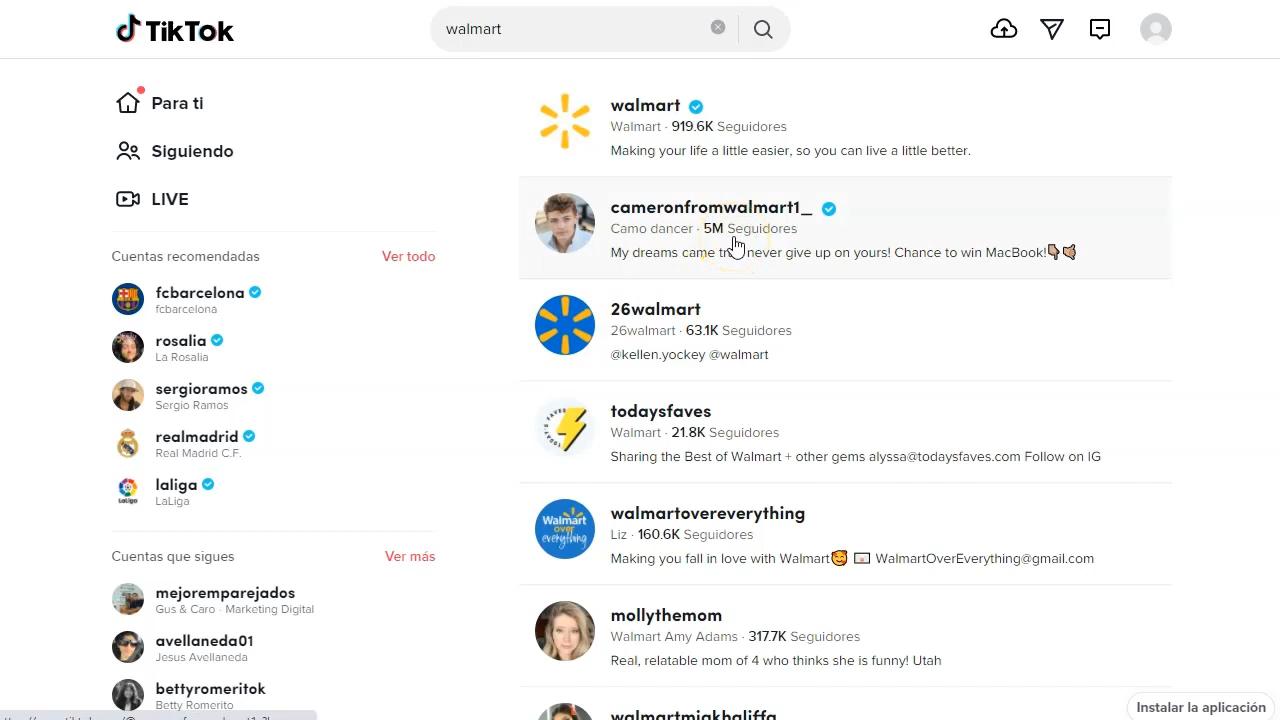 TikTok
walmart
Para ti
Siguiendo
LIVE
Cuentas recomendadas
Ver todo
fcbarcelona
fcbarcelona
rosalia
La Rosalia
sergioramos
Sergio Ramos
realmadrid
Real Madrid C.F.
laliga
LaLiga
Cuentas que sigues
Ver más
mejoremparejados
Gus & Caro · Marketing Digital
avellaneda01
Jesus Avellaneda
bettyromeritok
Betty Romerito
walmart
Walmart · 919.6K Seguidores
Making your life a little easier, so you can live a little better.
cameronfromwalmart1_
Camo dancer · 5M Seguidores
My dreams came never give up on yours! Chance to win MacBook!👇🏽🤙🏽
26walmart
26walmart · 63.1K Seguidores
@kellen.yockey @walmart
TODAY'S FAVES
todaysfaves
Walmart · 21.8K Seguidores
Sharing the Best of Walmart + other gems alyssa@todaysfaves.com Follow on IG
Walmart
over
everything
walmartovereverything
Liz · 160.6K Seguidores
Making you fall in love with Walmart🥰 📧 WalmartOverEverything@gmail.com
mollythemom
Walmart Amy Adams · 317.7K Seguidores
Real, relatable mom of 4 who thinks she is funny! Utah
walmartmiakhaliffa
Instalar la aplicación